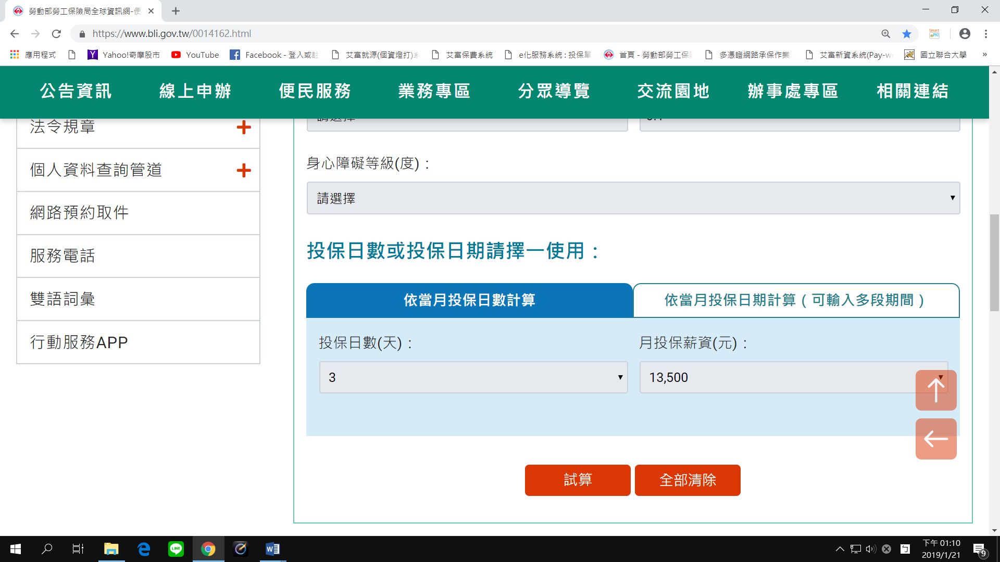 勞動部勞工保險局全球資訊網-便
https://www.bli.gov.tw/0014162.html
Smart
ePKI
應用程式
Yahoo!奇摩股市
YouTube
Facebook - 登入或註
艾富就源(個資燈打)系
艾富保費系統
e化服務系統 : 投保單
首頁 - 勞動部勞工保險
多憑證網路承保作業
艾富新資系統(Pay-w
國立聯合大學
»
公告資訊
線上申辦
便民服務
業務專區
分眾導覽
交流園地
辦事處專區
相關連結
法令規章
個人資料查詢管道
網路預約取件
服務電話
雙語詞彙
行動服務APP
請選擇
身心障礙等級(度)：
請選擇
投保日數或投保日期請擇一使用：
依當月投保日數計算
依當月投保日期計算（可輸入多段期間）
投保日數(天)：
月投保薪資(元)：
3
13,500
試算
全部清除
LINE
下午 01:10
2019/1/21
9